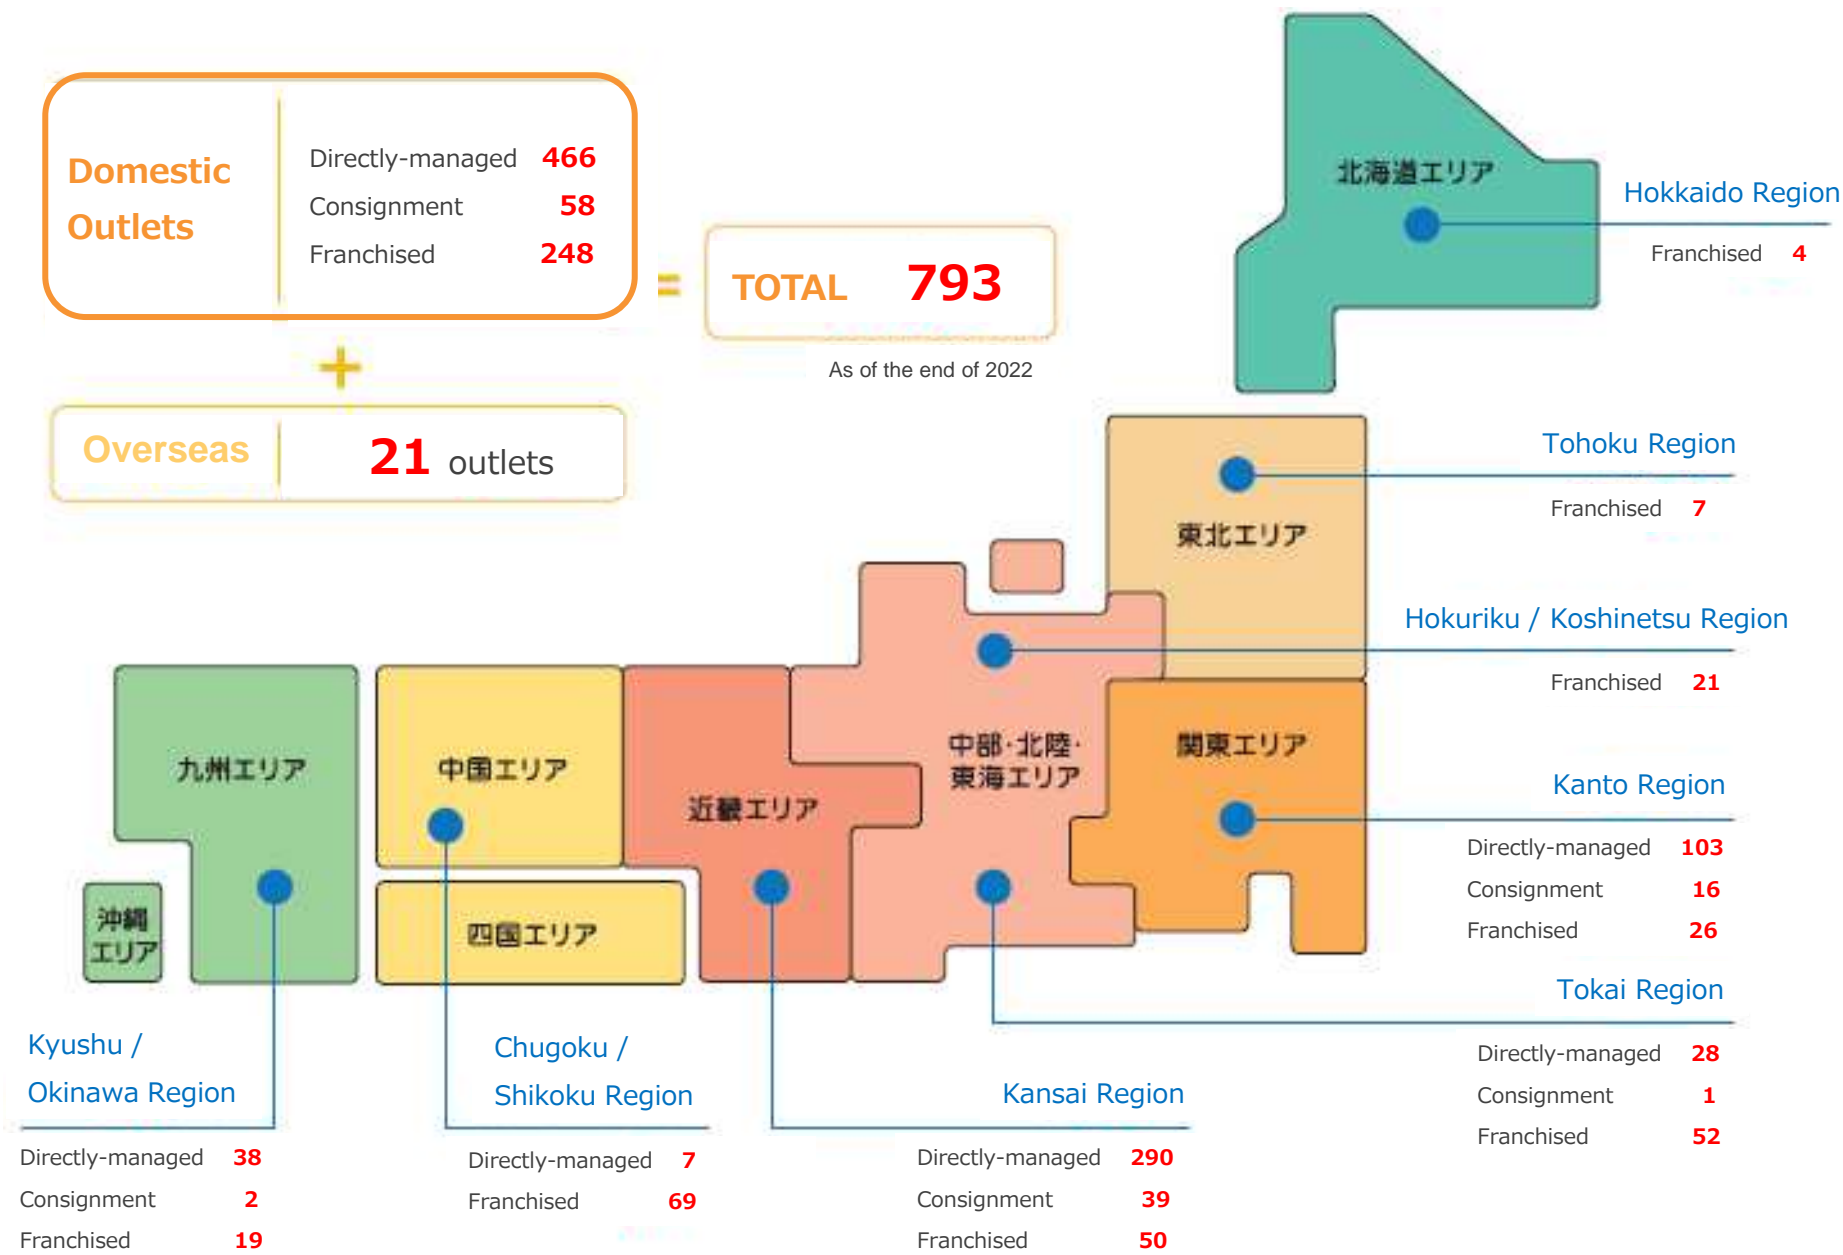 Domestic
Outlets
Directly-managed 466
Consignment 58
Franchised 248
+
Overseas 21 outlets
=
TOTAL 793
As of the end of 2022
北海道エリア
Hokkaido Region
Franchised 4
東北エリア
Tohoku Region
Franchised 7
Hokuriku / Koshinetsu Region
Franchised 21
中部・北陸・
東海エリア
関東エリア
Kanto Region
Directly-managed 103
Consignment 16
Franchised 26
Tokai Region
Directly-managed 28
Consignment 1
Franchised 52
近畿エリア
Kansai Region
Directly-managed 290
Consignment 39
Franchised 50
中国エリア
四国エリア
Chugoku /
Shikoku Region
Directly-managed 7
Franchised 69
九州エリア
沖縄
エリア
Kyushu /
Okinawa Region
Directly-managed 38
Consignment 2
Franchised 19